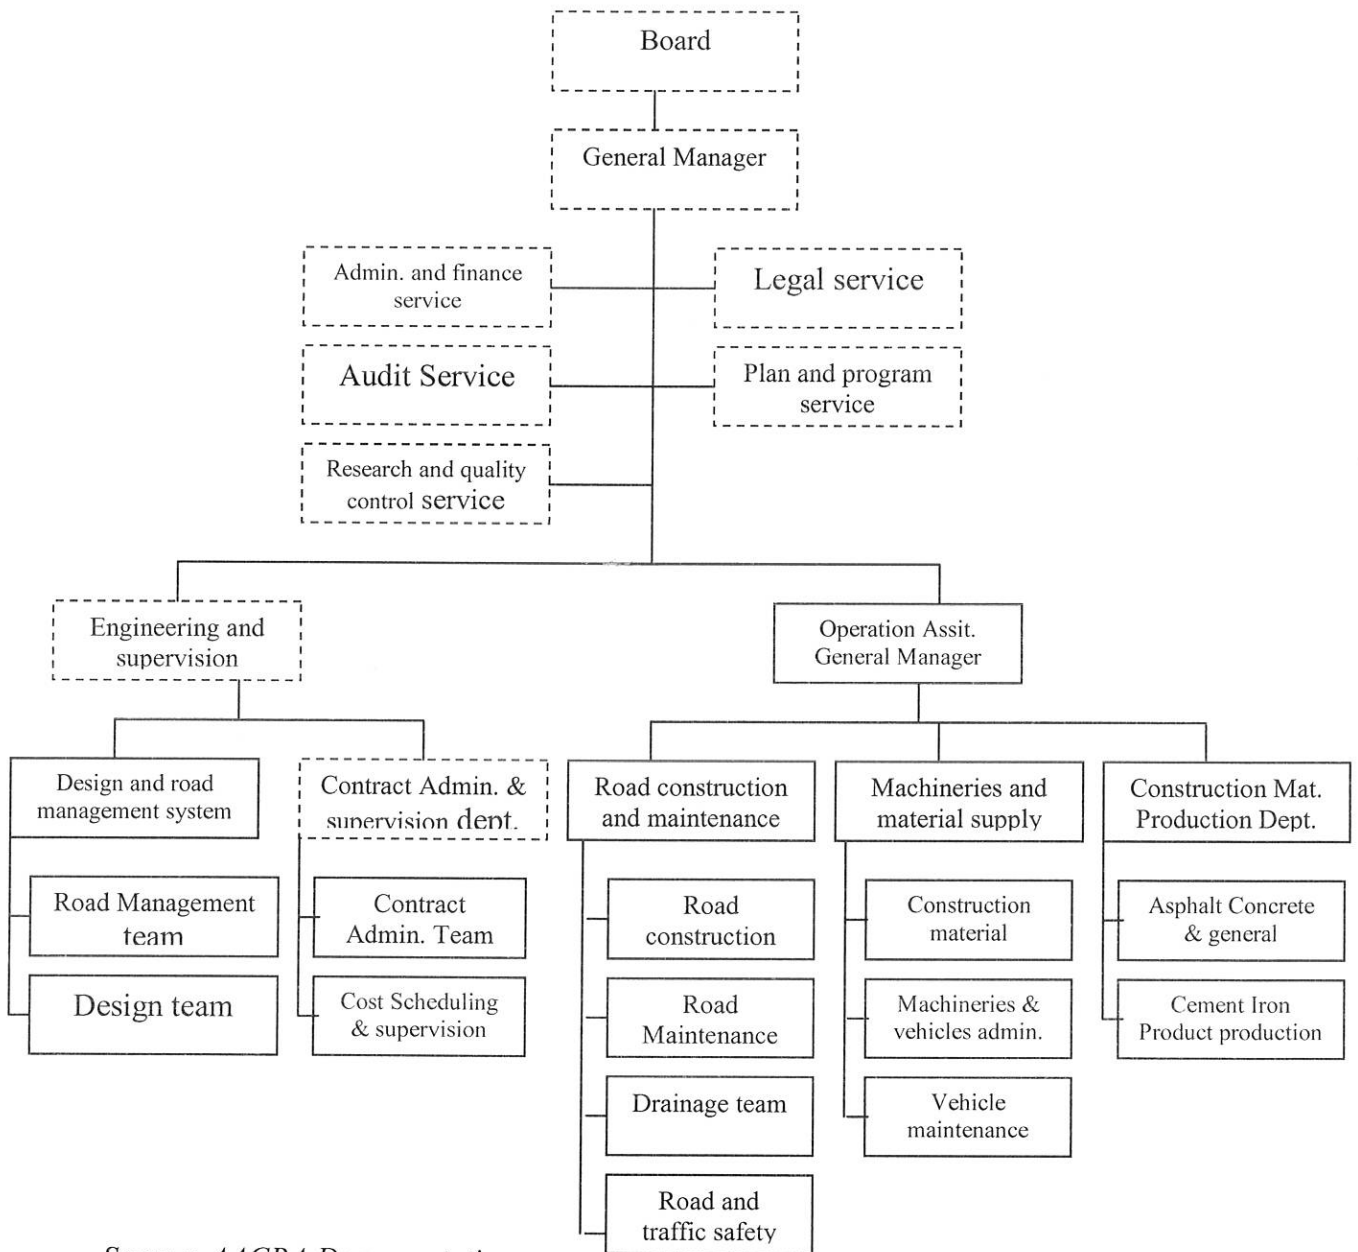 Board
General Manager
Admin. and finance
service
Legal service
Audit Service
Plan and program
service
Research and quality
control service
Engineering and
supervision
Operation Assit.
General Manager
Design and road
management system
Contract Admin. &
supervision dept.
Road construction
and maintenance
Machineries and
material supply
Construction Mat.
Production Dept.
Road Management
team
Contract
Admin. Team
Road
construction
Construction
material
Asphalt Concrete
& general
Design team
Cost Scheduling
& supervision
Road
Maintenance
Machineries &
vehicles admin.
Cement Iron
Product production
Drainage team
Vehicle
maintenance
Road and
traffic safety